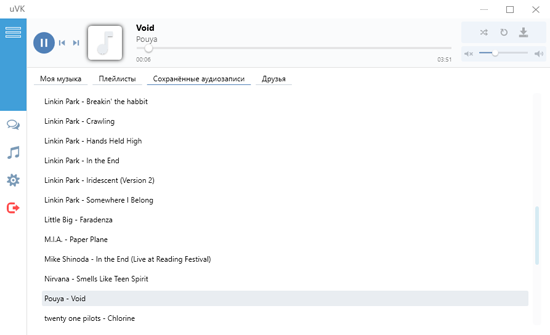 uVK
Void
Pouya
00:06
03:51
Моя музыка
Плейлисты
Сохранённые аудиозаписи
Друзья
Linkin Park - Breakin' the habbit
Linkin Park - Crawling
Linkin Park - Hands Held High
Linkin Park - In the End
Linkin Park - Iridescent (Version 2)
Linkin Park - Somewhere I Belong
Little Big - Faradenza
M.I.A. - Paper Plane
Mike Shinoda - In the End (Live at Reading Festival)
Nirvana - Smells Like Teen Spirit
Pouya - Void
twenty one pilots - Chlorine